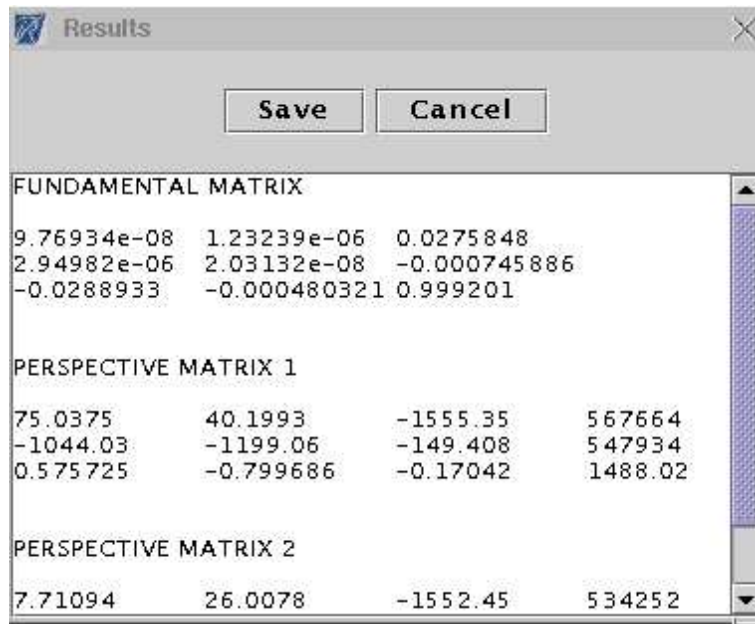 Results
Save Cancel
FUNDAMENTAL MATRIX
9.76934e-08 1.23239e-06 0.0275848
2.94982e-06 2.03132e-08 -0.000745886
-0.0288933 -0.000480321 0.999201
PERSPECTIVE MATRIX 1
75.0375 40.1993 -1555.35 567664
-1044.03 -1199.06 -149.408 547934
0.575725 -0.799686 -0.17042 1488.02
PERSPECTIVE MATRIX 2
7.71094 26.0078 -1552.45 534252